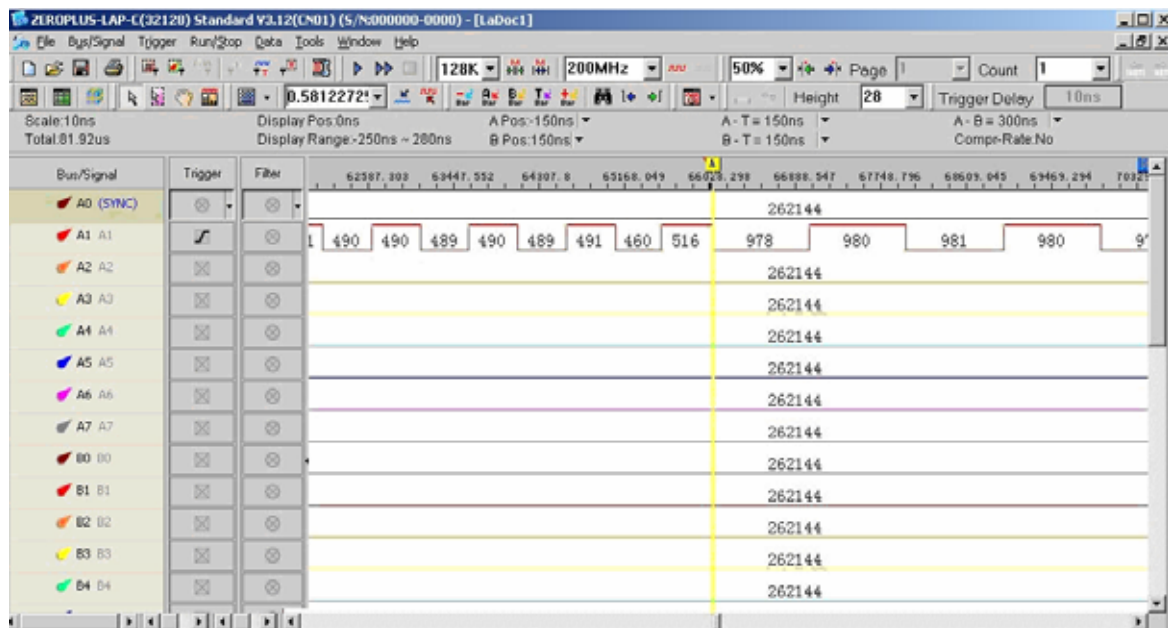 ZEROPLUS-LAP-C(32128) Standard V3.12(CN01) (S/N:000000-0000) - [LaDoc1]
File Bus/Signal Trigger Run/Stop Data Tools Window Help
128K 200MHz 50% Page 1 Count 1
Height 28 Trigger Delay 10ns
Scale:10ns Display Pos:0ns A Pos:-150ns A - T = 150ns A - B = 300ns
Total:81.92us Display Range:-250ns ~ 280ns B Pos:150ns B - T = 150ns Compr-Rate:No
Bus/Signal Trigger Filter 62587.303 63447.552 64307.8 65168.049 66028.298 66888.547 67748.796 68609.045 69469.294
A0 (SYNC) 262144
A1 A1 490 490 489 490 489 491 460 516 978 980 981 980
A2 A2 262144
A3 A3 262144
A4 A4 262144
A5 A5 262144
A6 A6 262144
A7 A7 262144
B0 B0 262144
B1 B1 262144
B2 B2 262144
B3 B3 262144
B4 B4 262144